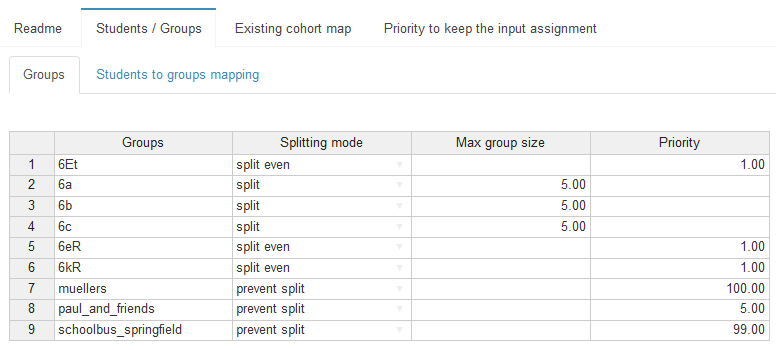 Readme Students / Groups Existing cohort map Priority to keep the input assignment
Groups Students to groups mapping
Groups Splitting mode Max group size Priority
1 6Et split even 1.00
2 6a split 5.00
3 6b split 5.00
4 6c split 5.00
5 6eR split even 1.00
6 6kR split even 1.00
7 muellers prevent split 100.00
8 paul_and_friends prevent split 5.00
9 schoolbus_springfield prevent split 99.00